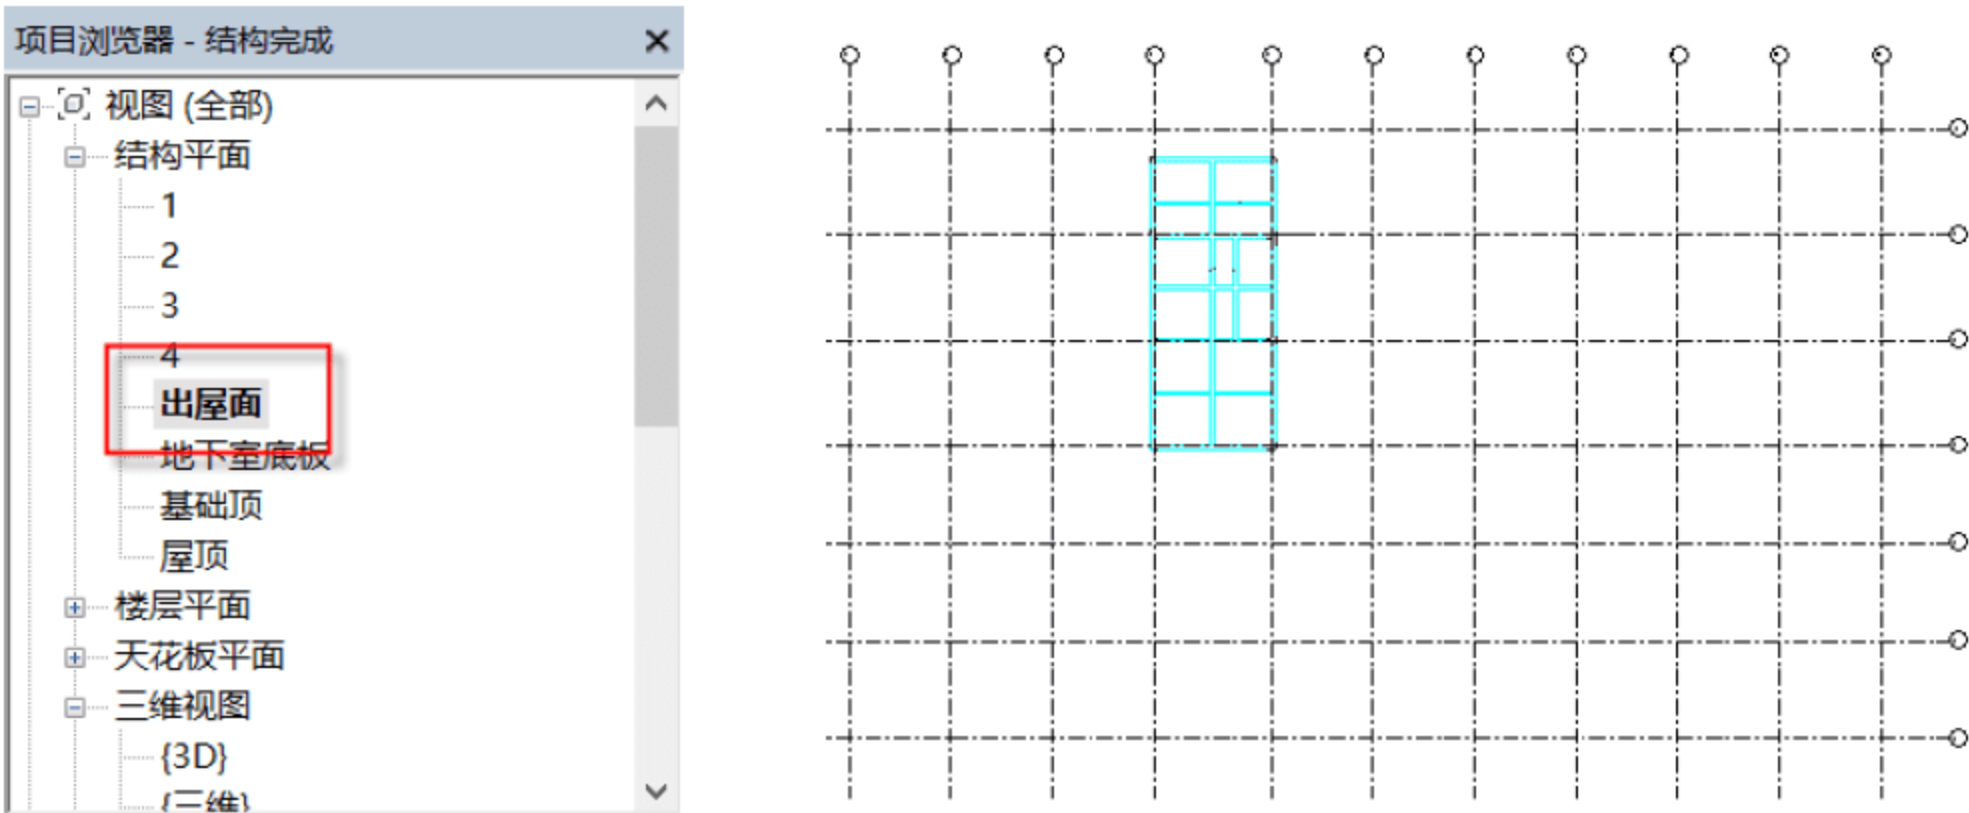 项目浏览器 - 结构完成
视图 (全部)
结构平面
1
2
3
4
出屋面
地下室底板
基础顶
屋顶
楼层平面
天花板平面
三维视图
{3D}
{三维}